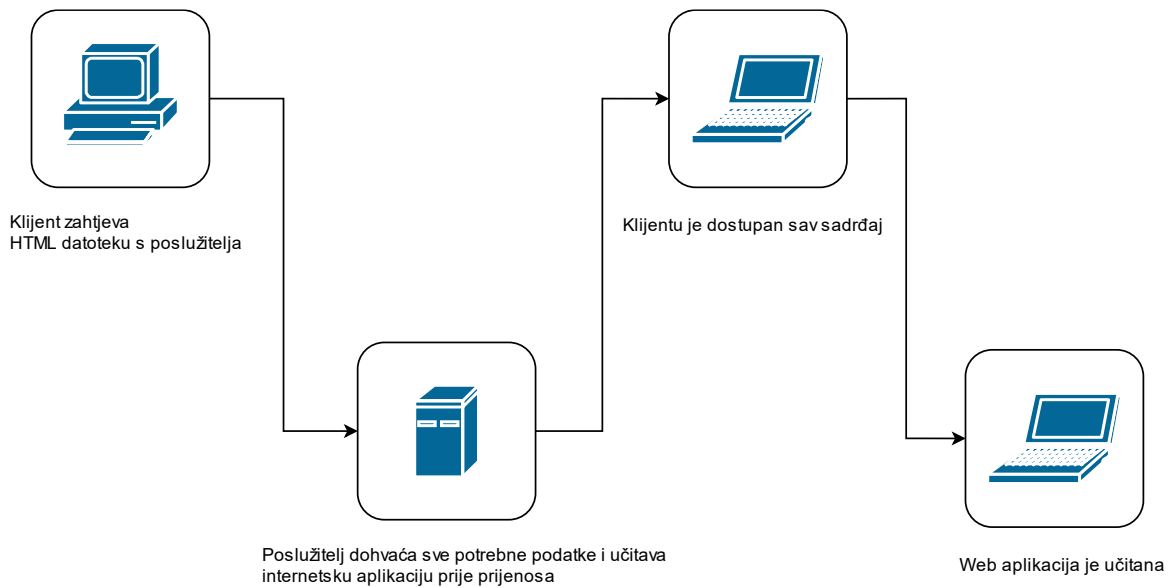 Klijent zahtjeva
HTML datoteku s poslužitelja
Klijentu je dostupan sav sadrđaj
Poslužitelj dohvaća sve potrebne podatke i učitava
internetsku aplikaciju prije prijenosa
Web aplikacija je učitana